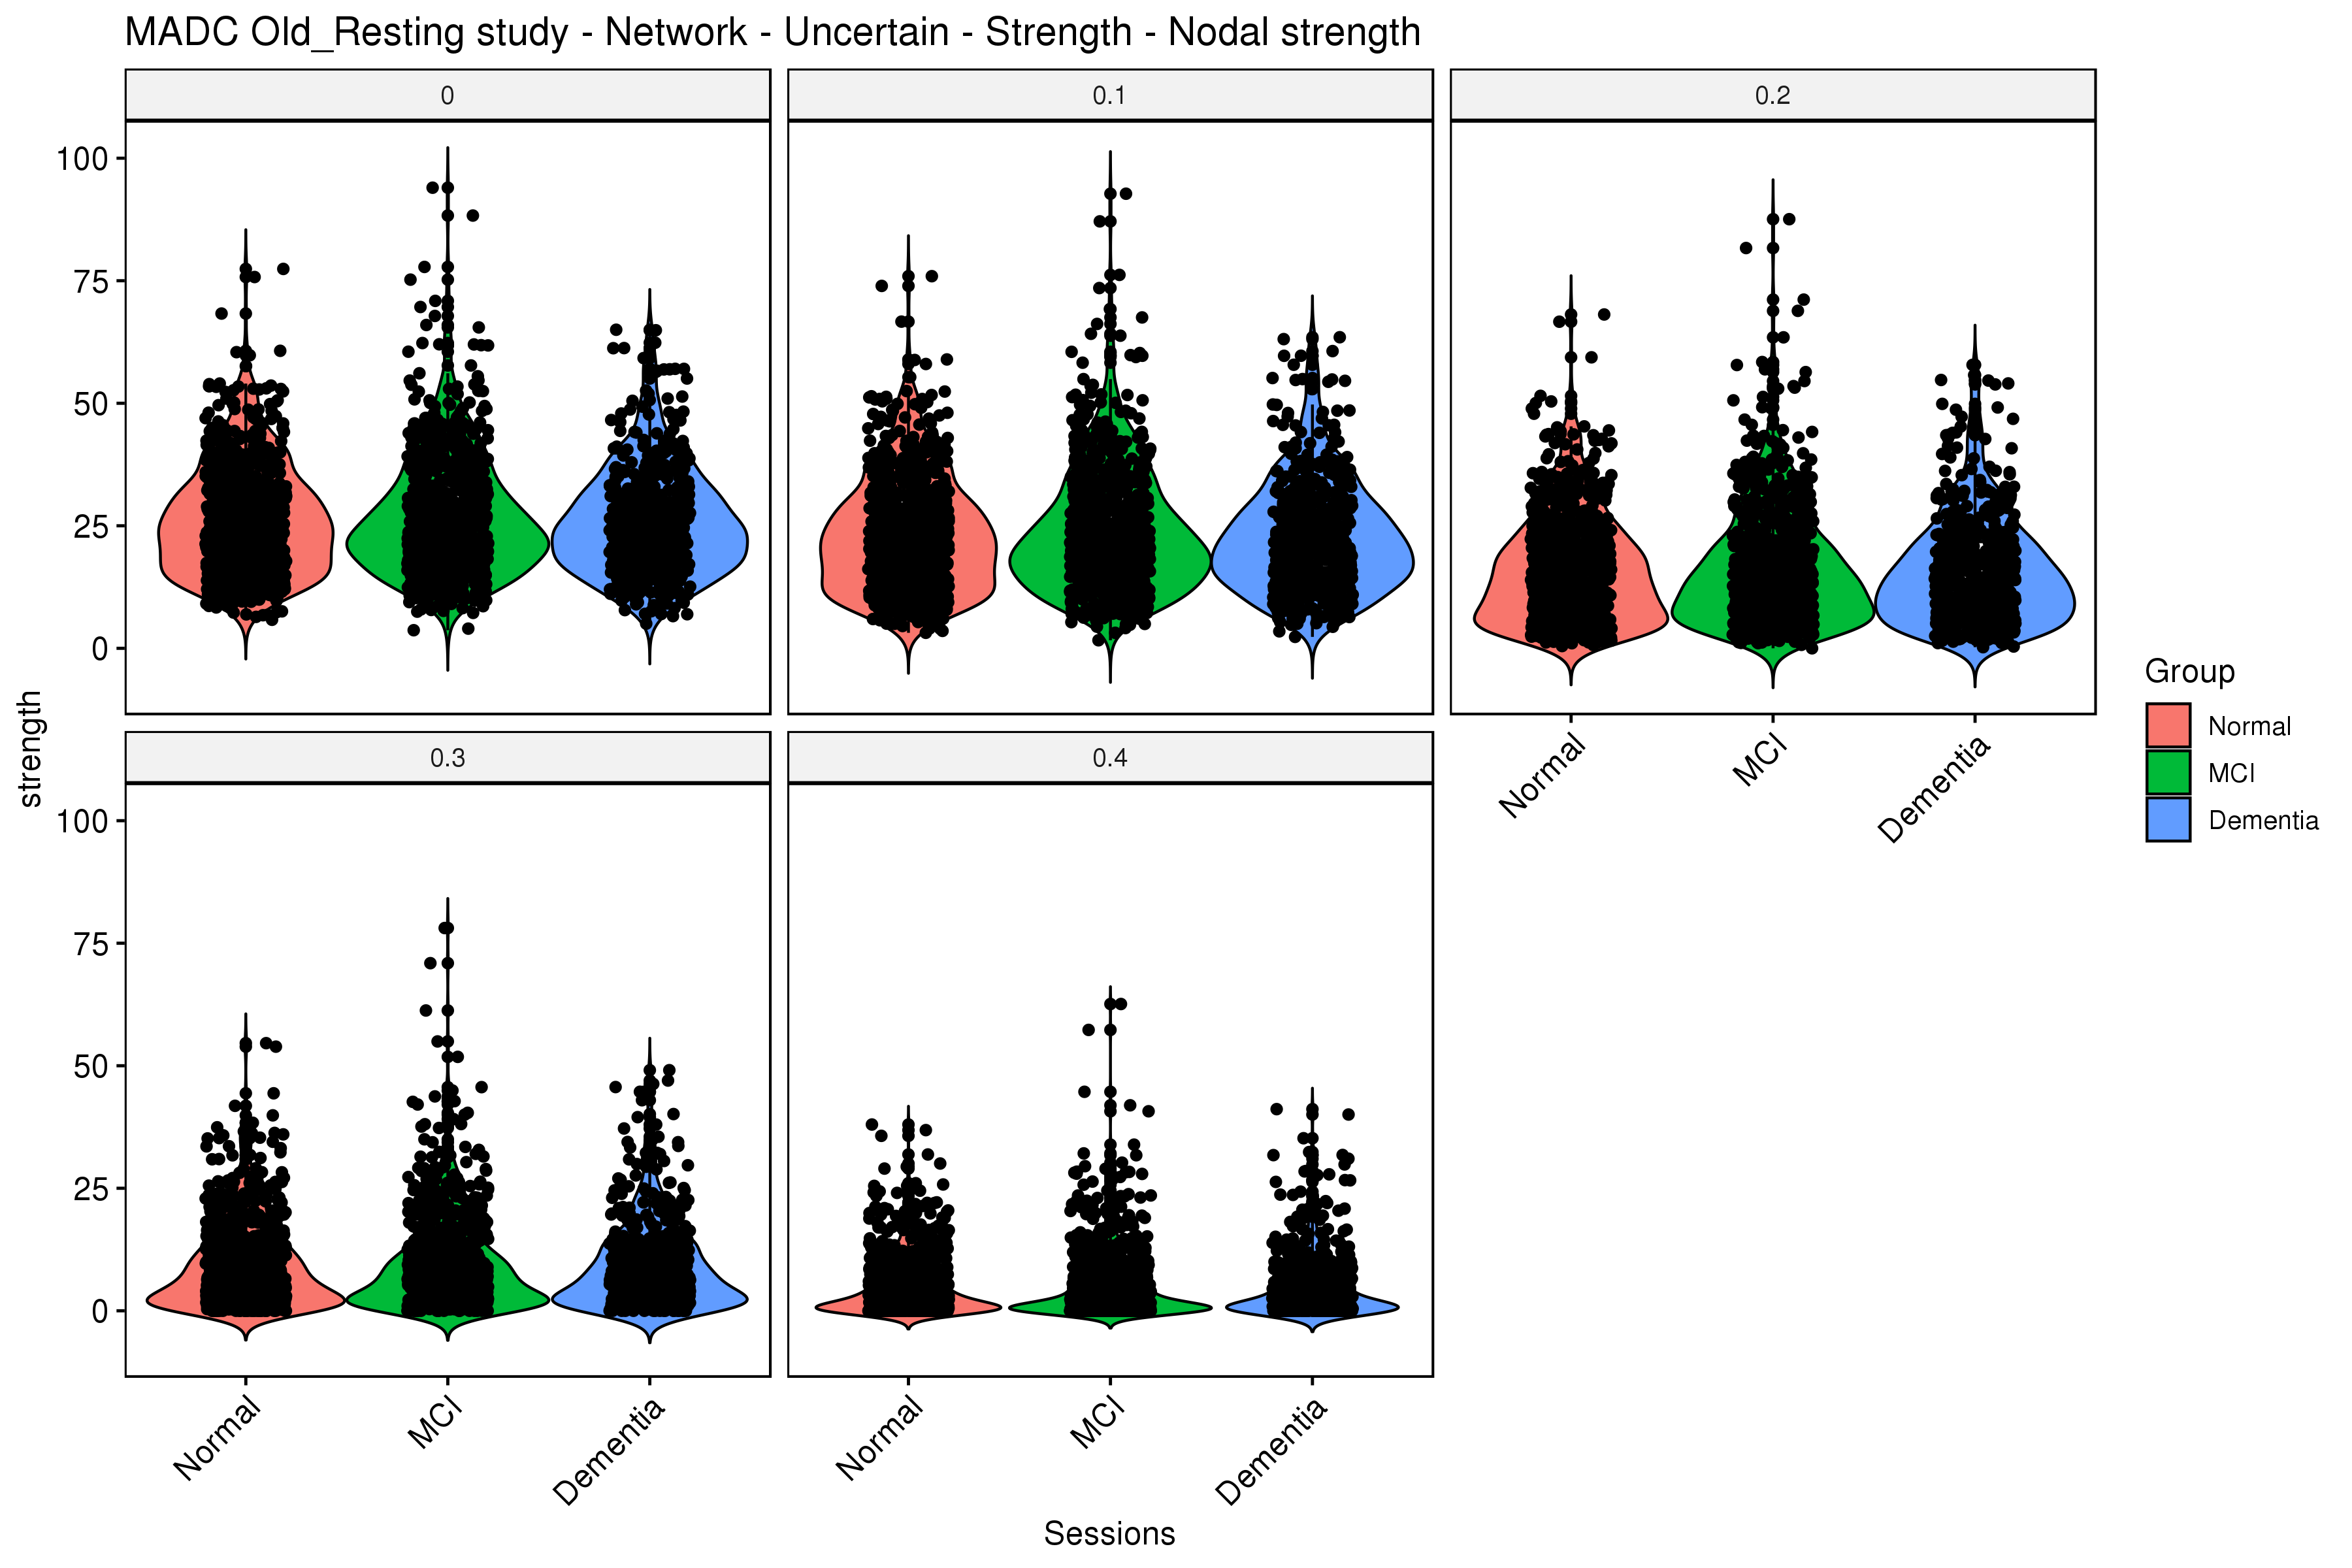 MADC Old_Resting study - Network - Uncertain - Strength - Nodal strength
0
0.1
0.2
100
75
50
25
0
strength
Normal
MCI
Dementia
Group
Normal
MCI
Dementia
0.3
0.4
100
75
50
25
0
Normal
MCI
Dementia
Normal
MCI
Dementia
Sessions